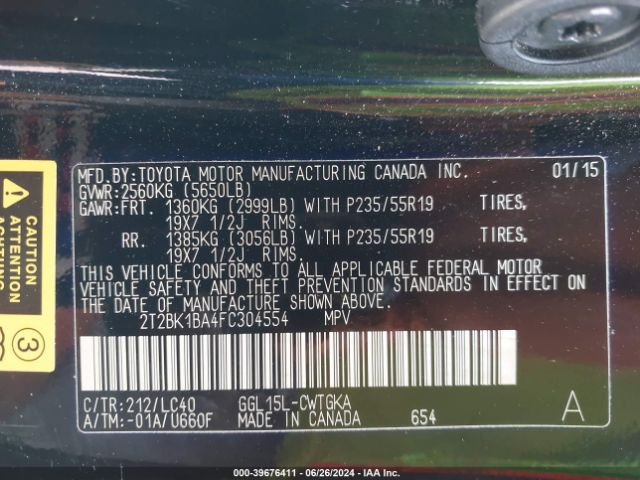 MFD.BY:TOYOTA MOTOR MANUFACTURING CANADA INC. 01/15
GVWR:2560KG (5650LB)
GAWR:FRT. 1360KG (2999LB) WITH P235/55R19 TIRES,
19X7 1/2J RIMS.
RR. 1385KG (3056LB) WITH P235/55R19 TIRES,
19X7 1/2J RIMS.
THIS VEHICLE CONFORMS TO ALL APPLICABLE FEDERAL MOTOR
VEHICLE SAFETY AND THEFT PREVENTION STANDARDS IN EFFECT ON
THE DATE OF MANUFACTURE SHOWN ABOVE.
2T2BK1BA4FC304554 MPV
C/TR:212/LC40 GGL15L-CWTGKA
A/TM:-01A/U660F MADE IN CANADA 654 A
CAUTION
3
000-39676411 - 06/26/2024 - IAA Inc.